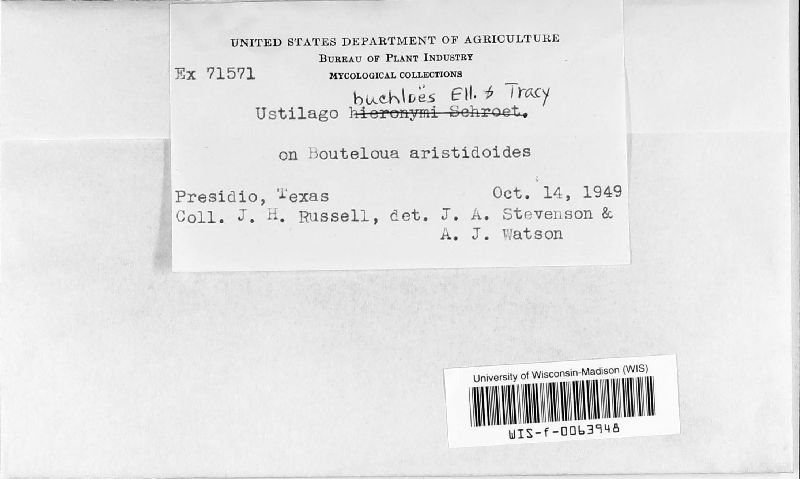 UNITED STATES DEPARTMENT OF AGRICULTURE
BUREAU OF PLANT INDUSTRY
Ex 71571 MYCOLOGICAL COLLECTIONS
buchloës Ell. & Tracy
Ustilago hieronymi Schroet.
on Bouteloua aristidoides
Presidio, Texas Oct. 14, 1949
Coll. J. H. Russell, det. J. A. Stevenson &
A. J. Watson
University of Wisconsin-Madison (WIS)
WIS-f-0063948